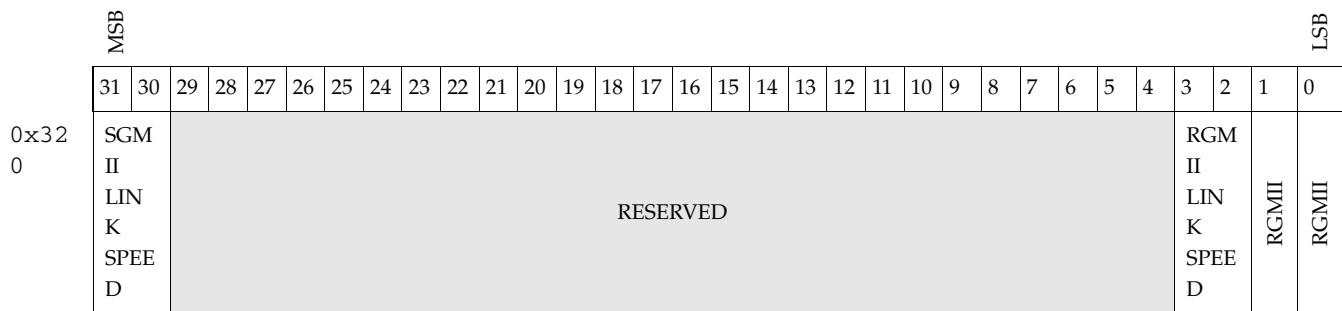 MSB LSB
31 30 29 28 27 26 25 24 23 22 21 20 19 18 17 16 15 14 13 12 11 10 9 8 7 6 5 4 3 2 1 0
0x32
0
SGM
II
LIN
K
SPEE
D
RESERVED
RGM
II
LIN
K
SPEE
D
RGMII
RGMII